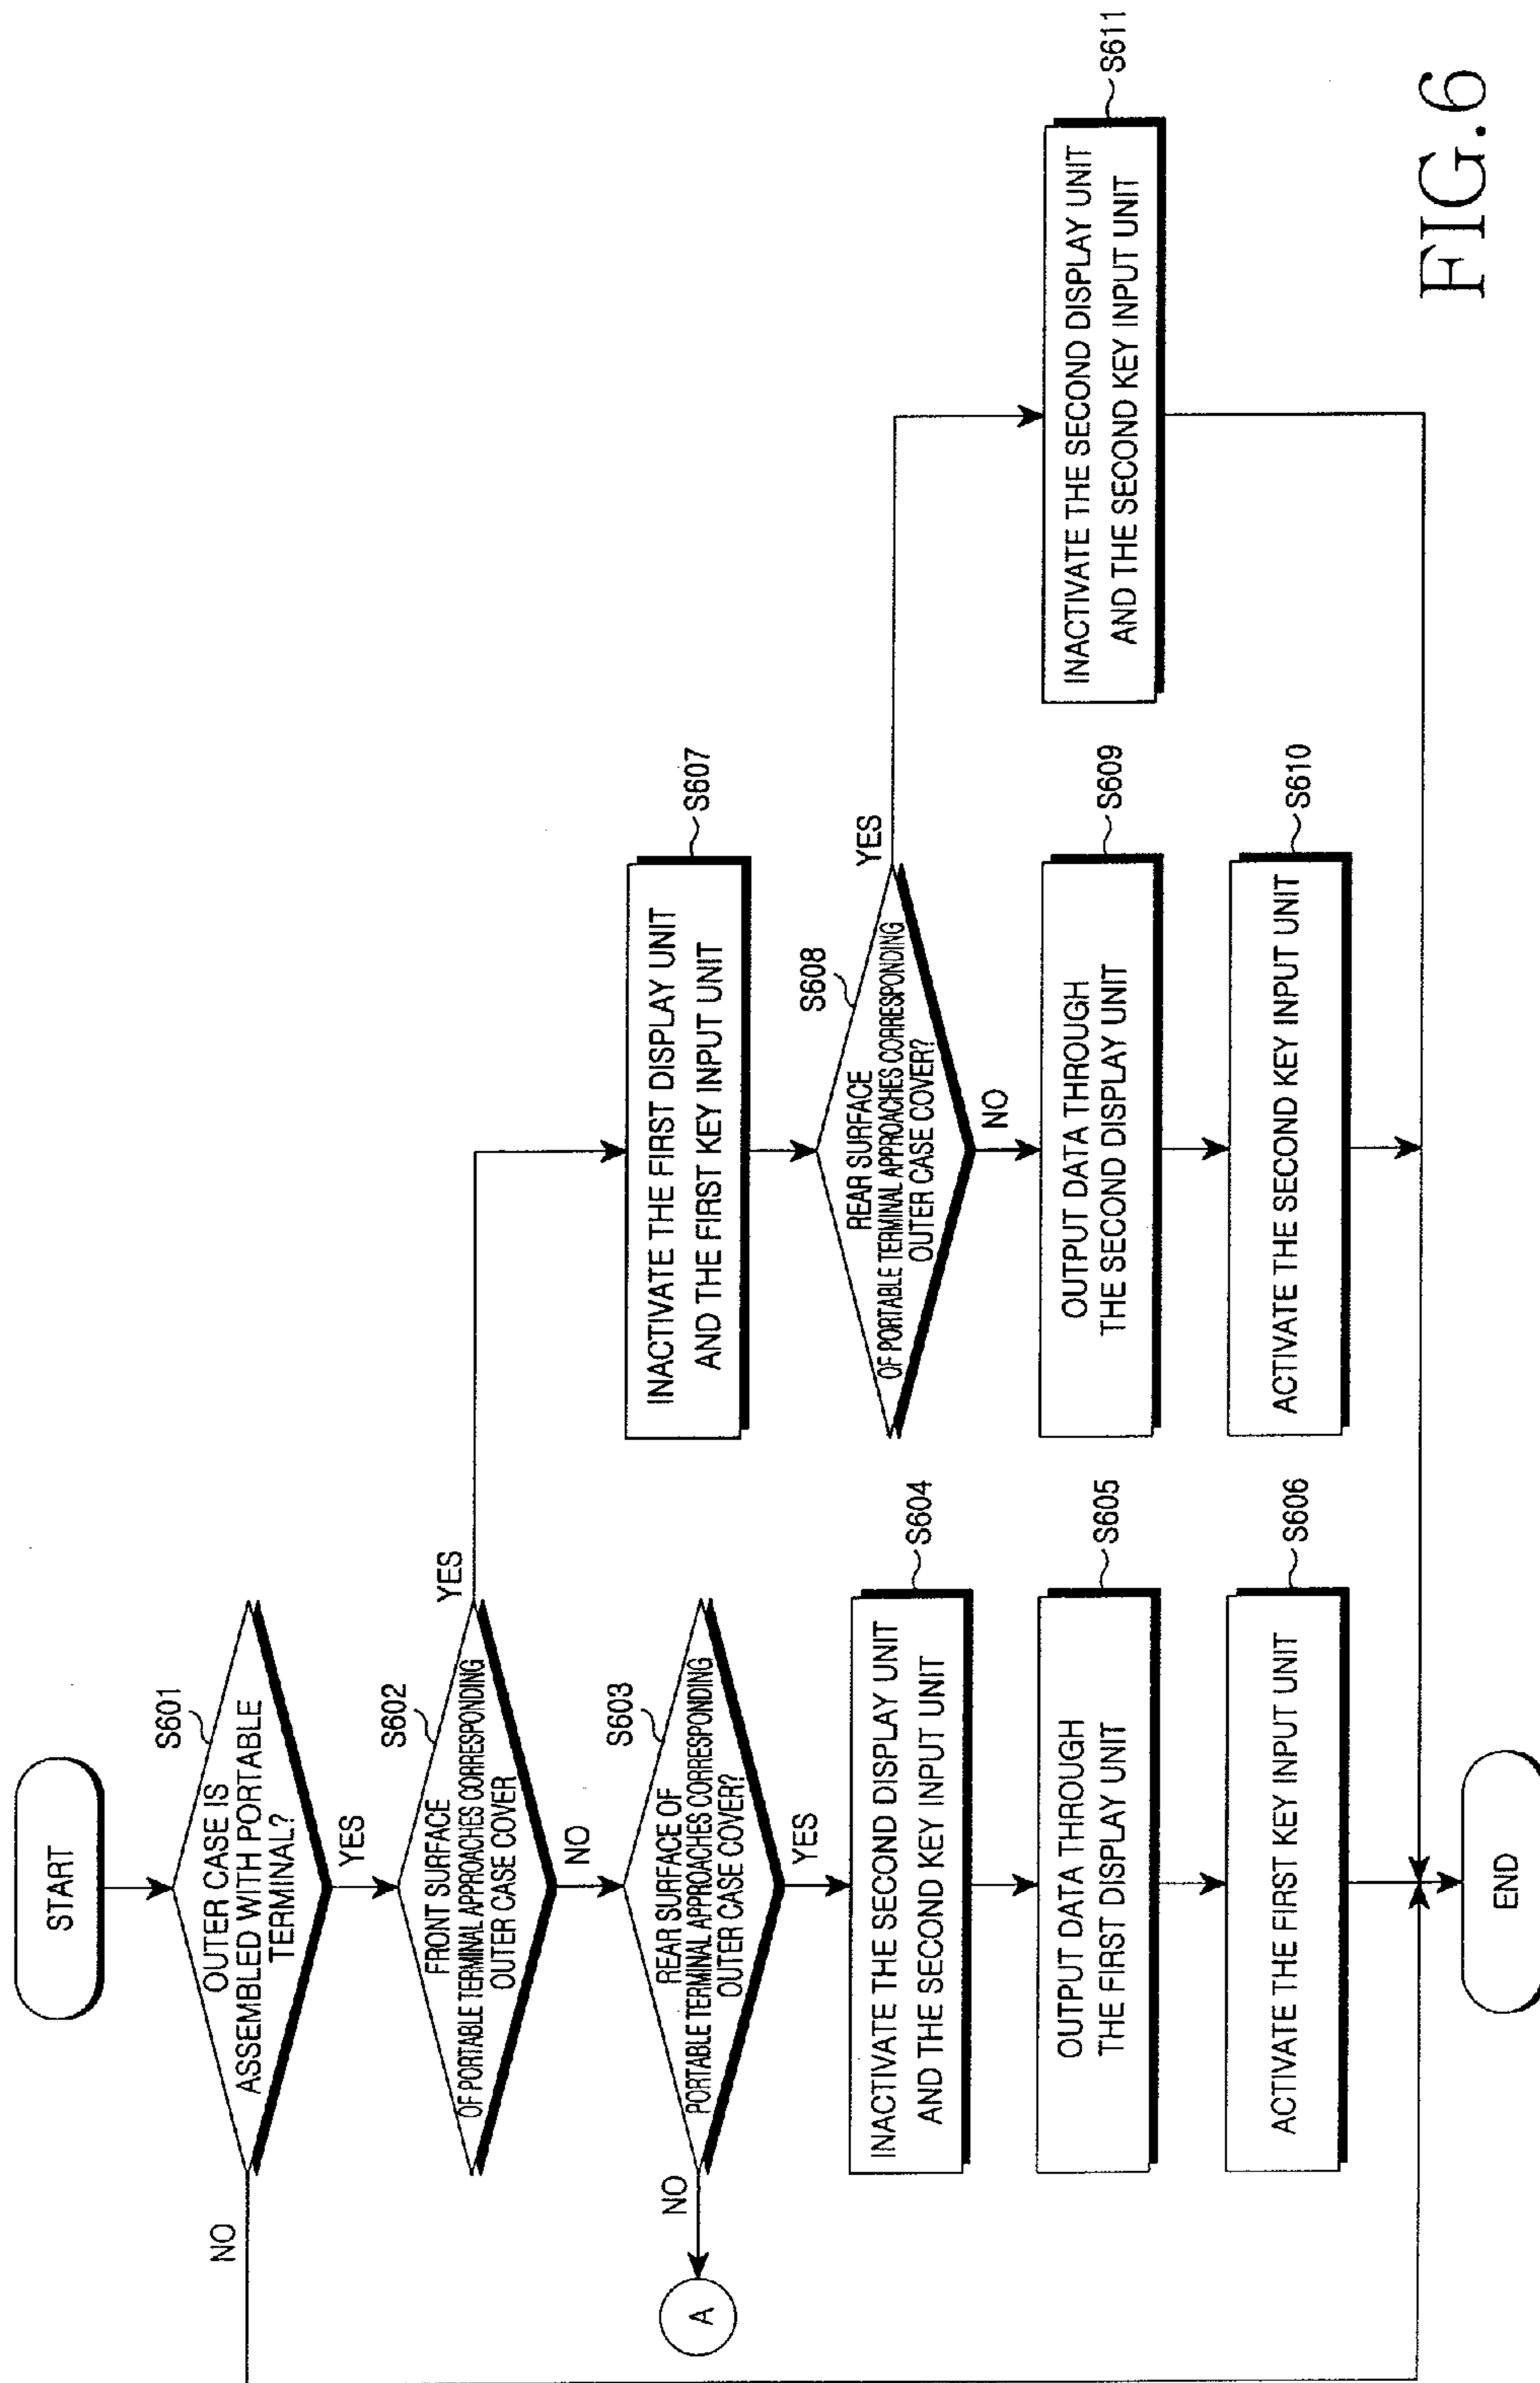 START
S601
OUTER CASE IS
ASSEMBLED WITH PORTABLE
TERMINAL?
NO
YES
S602
FRONT SURFACE
OF PORTABLE TERMINAL APPROACHES CORRESPONDING
OUTER CASE COVER
YES
NO
S603
REAR SURFACE OF
PORTABLE TERMINAL APPROACHES CORRESPONDING
OUTER CASE COVER?
NO
A
YES
INACTIVATE THE SECOND DISPLAY UNIT
AND THE SECOND KEY INPUT UNIT
S604
OUTPUT DATA THROUGH
THE FIRST DISPLAY UNIT
S605
ACTIVATE THE FIRST KEY INPUT UNIT
S606
INACTIVATE THE FIRST DISPLAY UNIT
AND THE FIRST KEY INPUT UNIT
S607
S608
REAR SURFACE
OF PORTABLE TERMINAL APPROACHES CORRESPONDING
OUTER CASE COVER?
YES
NO
OUTPUT DATA THROUGH
THE SECOND DISPLAY UNIT
S609
ACTIVATE THE SECOND KEY INPUT UNIT
S610
INACTIVATE THE SECOND DISPLAY UNIT
AND THE SECOND KEY INPUT UNIT
S611
END
FIG.6